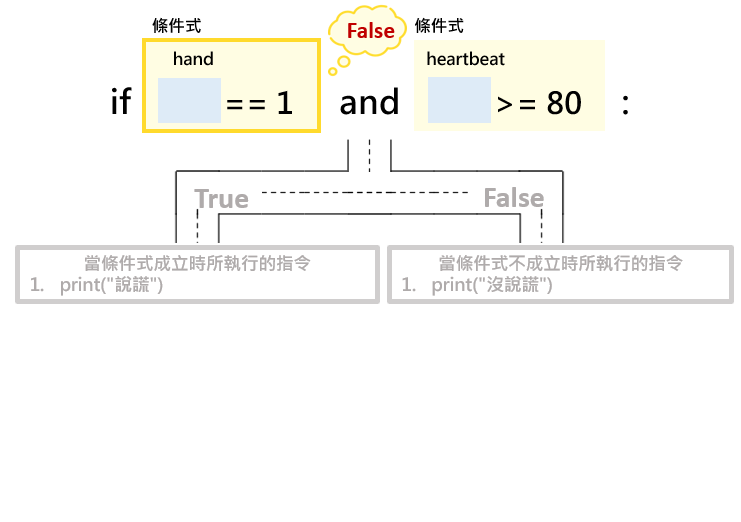 條件式
False
條件式
hand
heartbeat
if == 1 and >= 80 :
True
False
當條件式成立時所執行的指令
1. print("說謊")
當條件式不成立時所執行的指令
1. print("沒說謊")